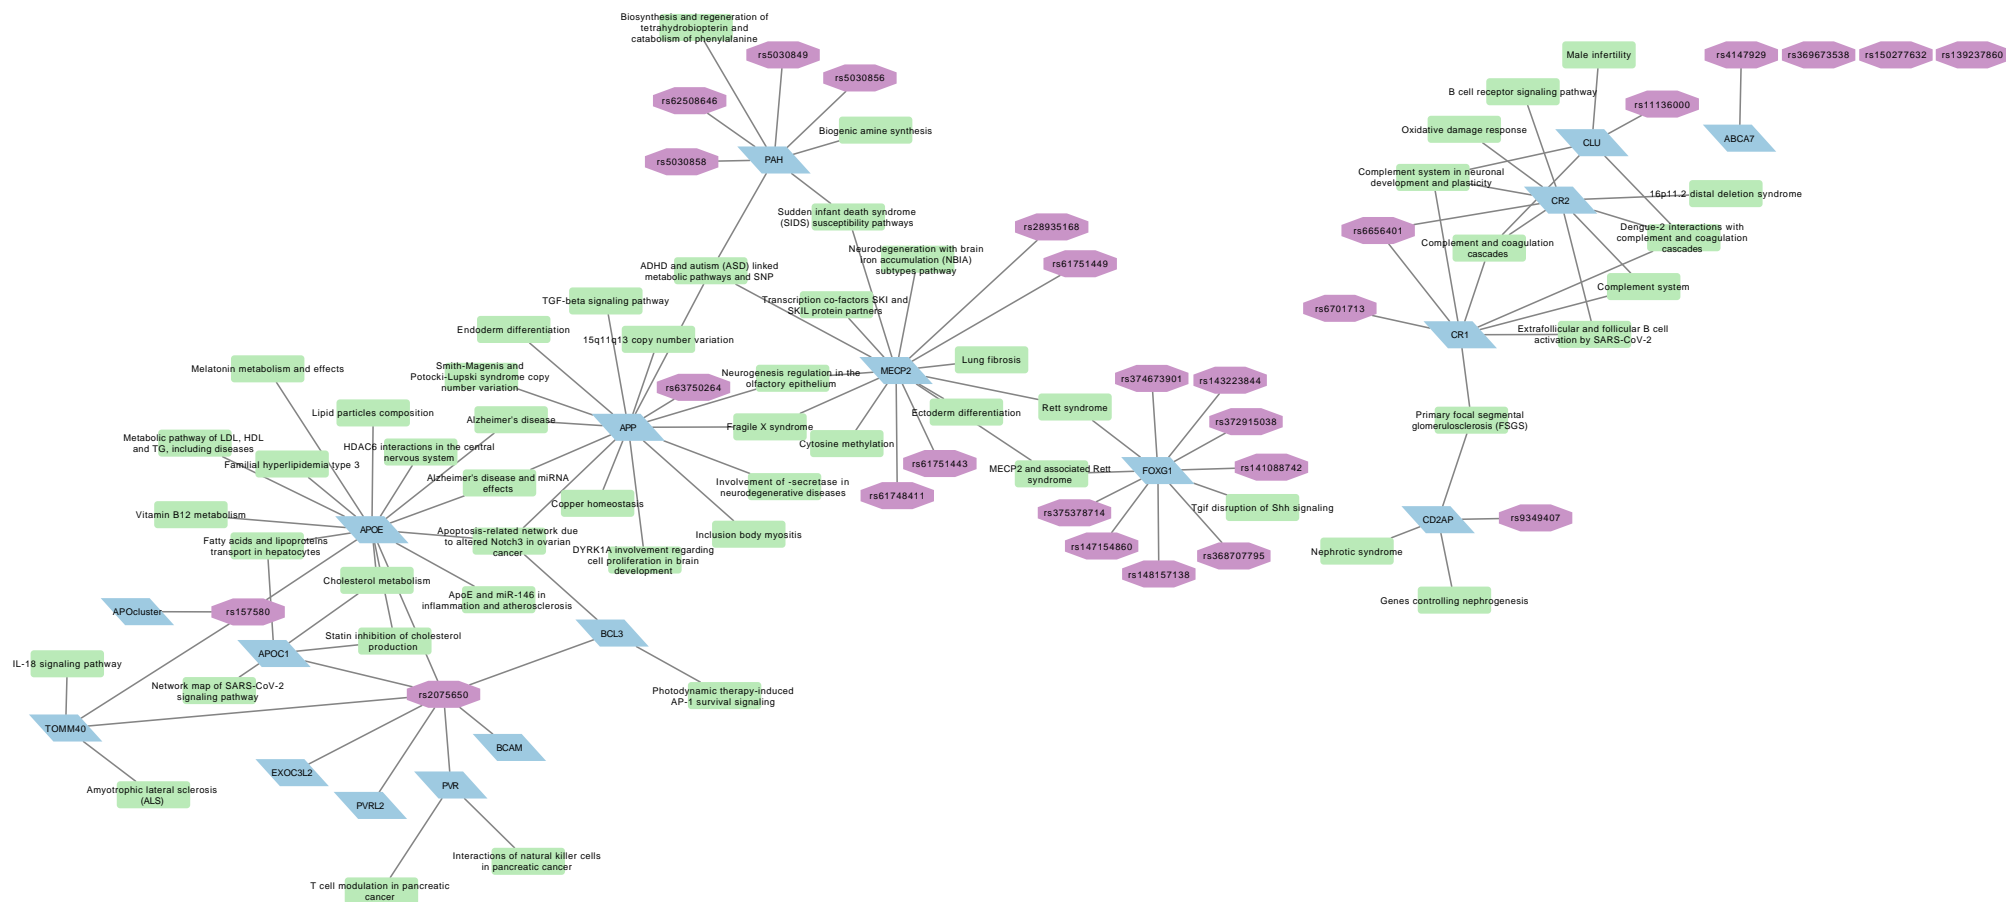 Biosynthesis and regeneration of
tetrahydrobiopterin and
catabolism of phenylalanine
rs5030849
rs5030856
rs62508646
Biogenic amine synthesis
rs5030858
PAH
Sudden infant death syndrome
(SIDS) susceptibility pathways
ADHD and autism (ASD) linked
metabolic pathways and SNP
Neurodegeneration with brain
iron accumulation (NBIA)
subtypes pathway
rs28935168
rs61751449
TGF-beta signaling pathway
Transcription co-factors SKI and
SKIL protein partners
Endoderm differentiation
15q11q13 copy number variation
Melatonin metabolism and effects
Smith-Magenis and
Potocki-Lupski syndrome copy
number variation
rs63750264
Neurogenesis regulation in the
olfactory epithelium
MECP2
Lung fibrosis
Lipid particles composition
Alzheimer's disease
APP
Fragile X syndrome
Ectoderm differentiation
Rett syndrome
Cytosine methylation
rs374673901
rs143223844
rs372915038
rs141088742
FOXG1
MECP2 and associated Rett
syndrome
rs61751443
rs61748411
rs375378714
Tgif disruption of Shh signaling
rs147154860
rs368707795
rs148157138
Metabolic pathway of LDL, HDL
and TG, including diseases
HDAC6 interactions in the central
nervous system
Familial hyperlipidemia type 3
Alzheimer's disease and miRNA
effects
Involvement of -secretase in
neurodegenerative diseases
Copper homeostasis
Inclusion body myositis
Vitamin B12 metabolism
APOE
Apoptosis-related network due
to altered Notch3 in ovarian
cancer
DYRK1A involvement regarding
cell proliferation in brain
development
Fatty acids and lipoproteins
transport in hepatocytes
Cholesterol metabolism
ApoE and miR-146 in
inflammation and atherosclerosis
APOcluster
rs157580
BCL3
Statin inhibition of cholesterol
production
APOC1
IL-18 signaling pathway
Network map of SARS-CoV-2
signaling pathway
rs2075650
Photodynamic therapy-induced
AP-1 survival signaling
TOMM40
BCAM
EXOC3L2
PVR
PVRL2
Amyotrophic lateral sclerosis
(ALS)
Interactions of natural killer cells
in pancreatic cancer
T cell modulation in pancreatic
cancer
Male infertility
rs4147929
rs369673538
rs150277632
rs139237860
B cell receptor signaling pathway
rs11136000
Oxidative damage response
CLU
ABCA7
Complement system in neuronal
development and plasticity
CR2
16p11.2 distal deletion syndrome
rs6656401
Complement and coagulation
cascades
Dengue-2 interactions with
complement and coagulation
cascades
Complement system
rs6701713
CR1
Extrafollicular and follicular B cell
activation by SARS-CoV-2
Primary focal segmental
glomerulosclerosis (FSGS)
CD2AP
rs9349407
Nephrotic syndrome
Genes controlling nephrogenesis